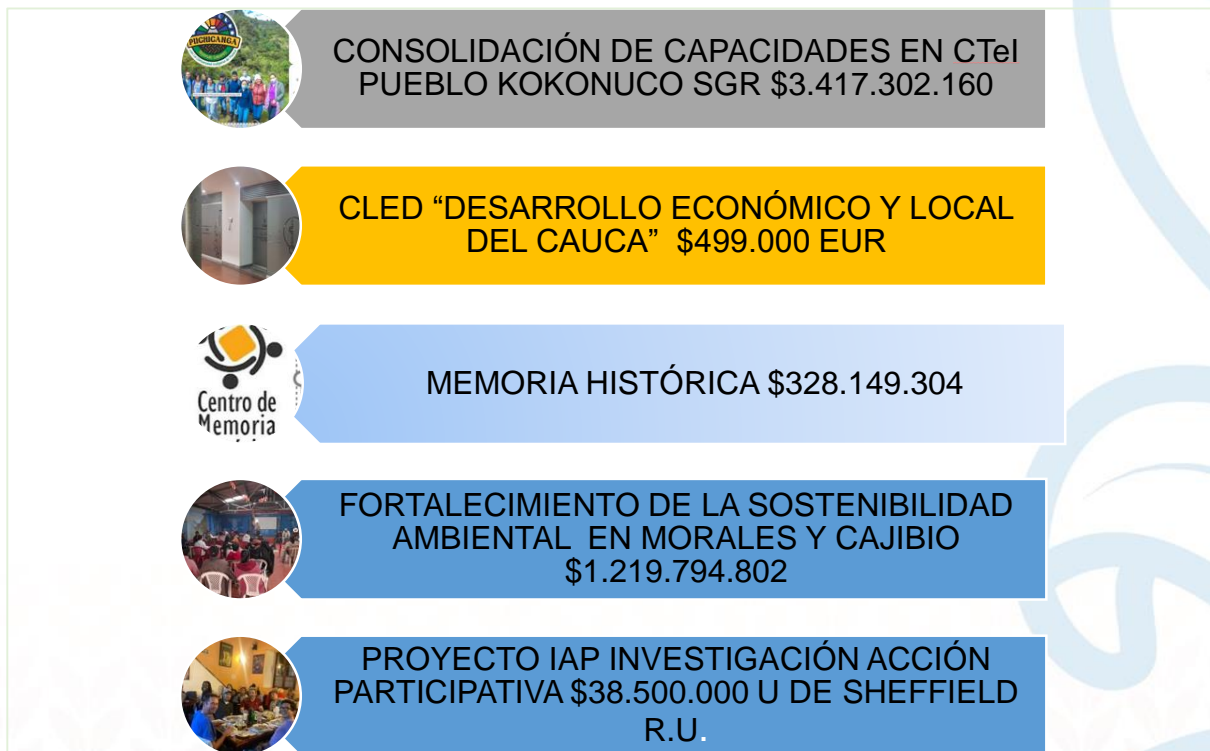 PUCHICANGA
CONSOLIDACIÓN DE CAPACIDADES EN CTeI
PUEBLO KOKONUCO SGR $3.417.302.160
CLED “DESARROLLO ECONÓMICO Y LOCAL
DEL CAUCA” $499.000 EUR
Centro de
Memoria
MEMORIA HISTÓRICA $328.149.304
FORTALECIMIENTO DE LA SOSTENIBILIDAD
AMBIENTAL EN MORALES Y CAJIBIO
$1.219.794.802
PROYECTO IAP INVESTIGACIÓN ACCIÓN
PARTICIPATIVA $38.500.000 U DE SHEFFIELD
R.U.